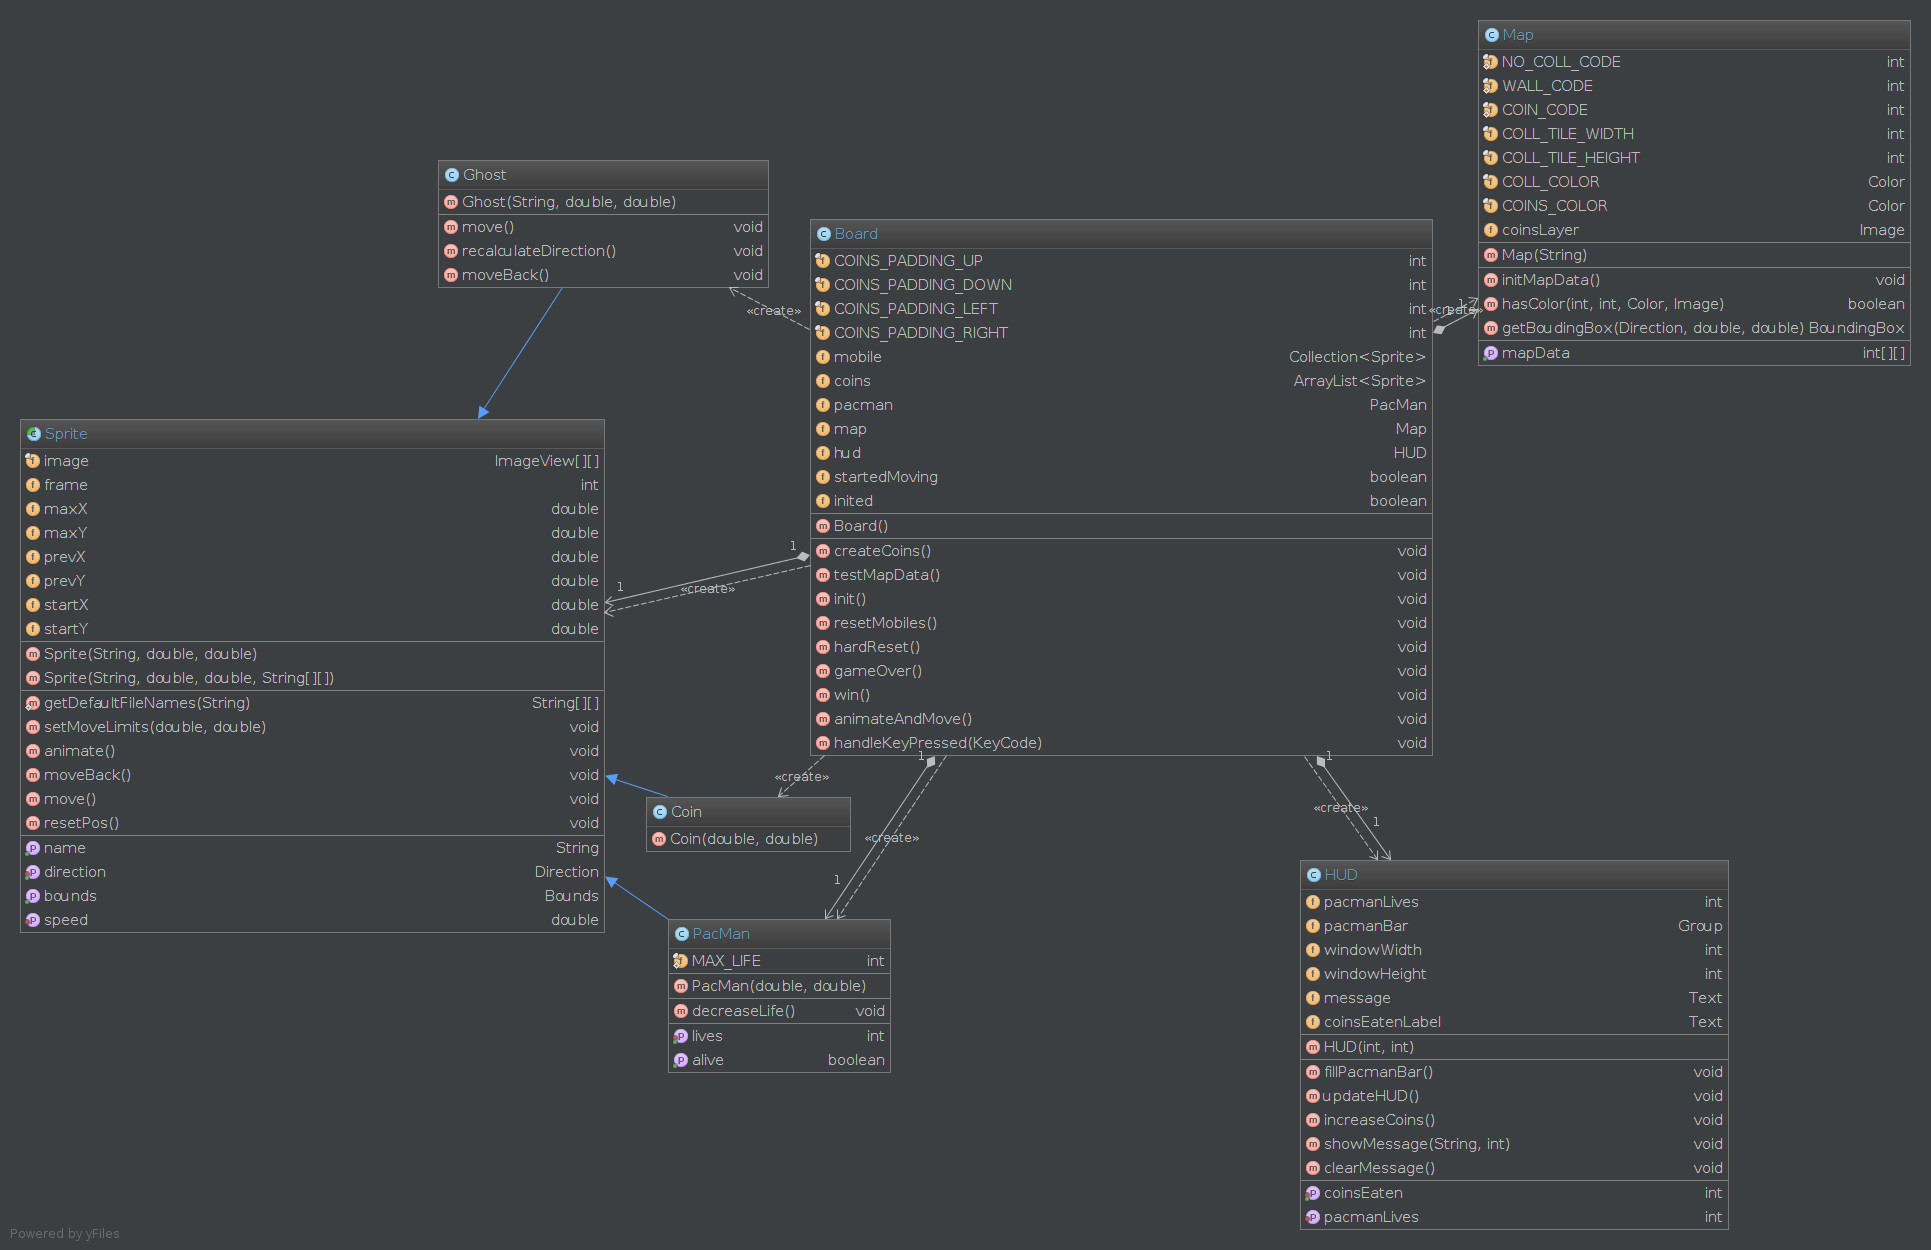 Map
NO_COLL_CODE int
WALL_CODE int
COIN_CODE int
COLL_TILE_WIDTH int
COLL_TILE_HEIGHT int
COLL_COLOR Color
COINS_COLOR Color
coinsLayer Image
Map(String)
initMapData() void
hasColor(int, int, Color, Image) boolean
getBoudingBox(Direction, double, double) BoundingBox
mapData int[][]
Ghost
Ghost(String, double, double)
move() void
recalculateDirection() void
moveBack() void
«create»
Board
COINS_PADDING_UP int
COINS_PADDING_DOWN int
COINS_PADDING_LEFT int
COINS_PADDING_RIGHT int
mobile Collection<Sprite>
coins ArrayList<Sprite>
pacman PacMan
map Map
hud HUD
startedMoving boolean
inited boolean
Board()
createCoins() void
testMapData() void
init() void
resetMobiles() void
hardReset() void
gameOver() void
win() void
animateAndMove() void
handleKeyPressed(KeyCode) void
1
1
«create»
Sprite
image ImageView[][]
frame int
maxX double
maxY double
prevX double
prevY double
startX double
startY double
Sprite(String, double, double)
Sprite(String, double, double, String[][])
getDefaultFileNames(String) String[][]
setMoveLimits(double, double) void
animate() void
moveBack() void
move() void
resetPos() void
name String
direction Direction
bounds Bounds
speed double
1
1
«create»
«create»
Coin
Coin(double, double)
1
«create»
1
PacMan
MAX_LIFE int
PacMan(double, double)
decreaseLife() void
lives int
alive boolean
1
«create»
1
HUD
pacmanLives int
pacmanBar Group
windowWidth int
windowHeight int
message Text
coinsEatenLabel Text
HUD(int, int)
fillPacmanBar() void
updateHUD() void
increaseCoins() void
showMessage(String, int) void
clearMessage() void
coinsEaten int
pacmanLives int
Powered by yFiles